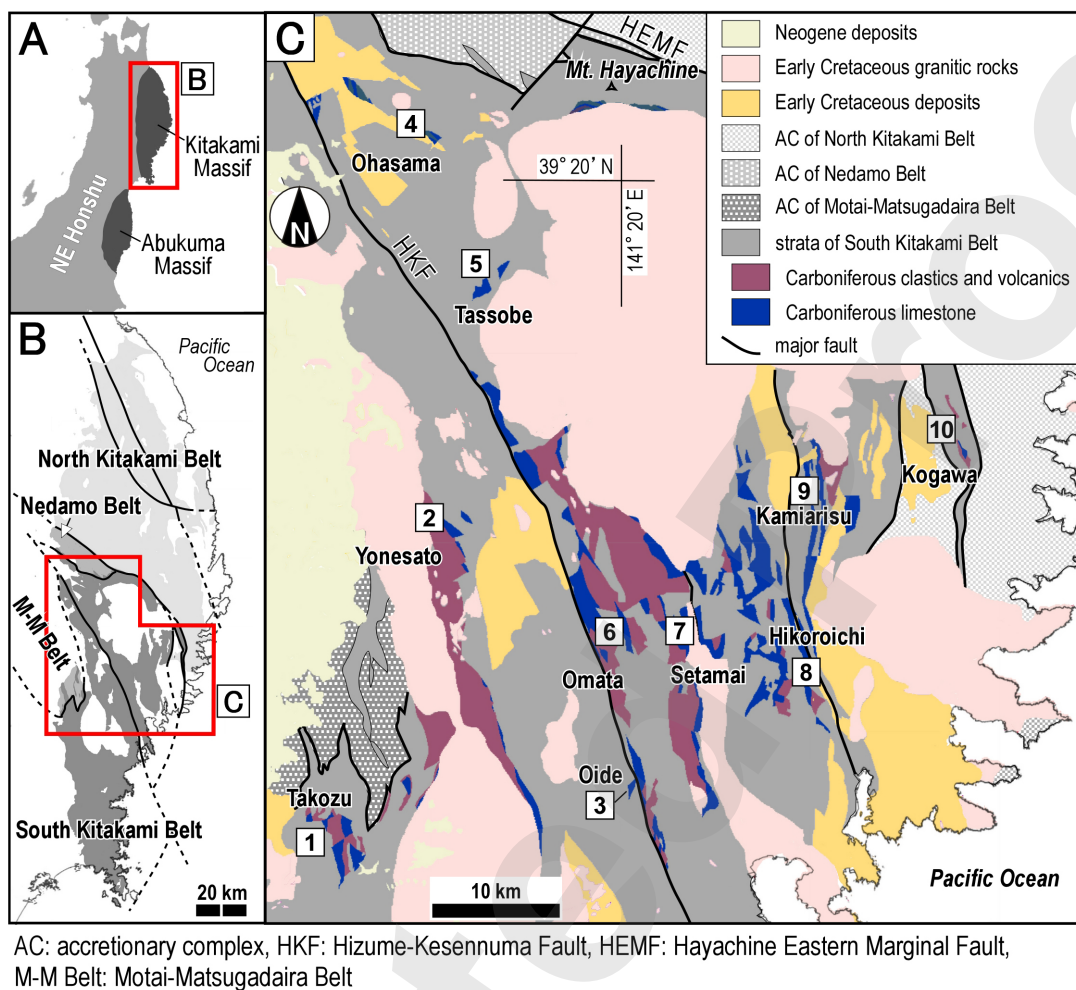 A
B
Kitakami
Massif
NE Honshu
Abukuma
Massif
B
Pacific
Ocean
North Kitakami Belt
Nedamo Belt
M-M Belt
C
South Kitakami Belt
20 km
C
HEMF
Mt. Hayachine
4
Ohasama
39° 20' N
141° 20' E
N
HKF
5
Tassobe
10
Kogawa
9
Kamiarisu
2
Yonesato
6
7
Hikoroichi
Omata
Setamai
8
Oide
3
Takozu
1
10 km
Pacific Ocean
Neogene deposits
Early Cretaceous granitic rocks
Early Cretaceous deposits
AC of North Kitakami Belt
AC of Nedamo Belt
AC of Motai-Matsugadaira Belt
strata of South Kitakami Belt
Carboniferous clastics and volcanics
Carboniferous limestone
major fault
AC: accretionary complex, HKF: Hizume-Kesennuma Fault, HEMF: Hayachine Eastern Marginal Fault,
M-M Belt: Motai-Matsugadaira Belt